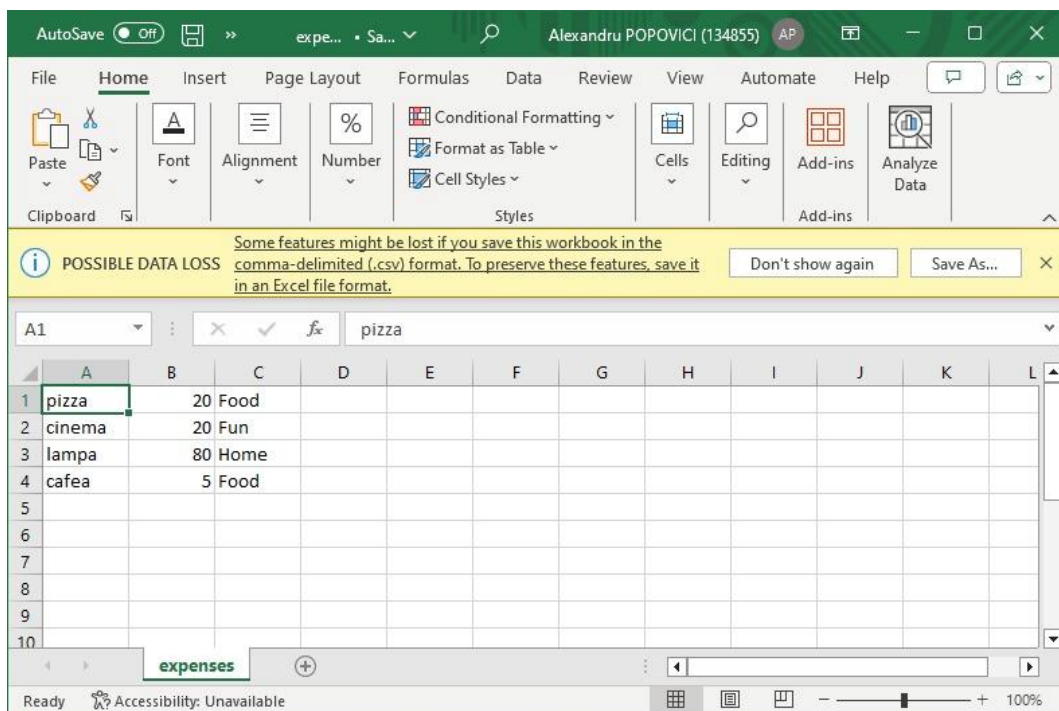 AutoSave Off » expe... • Sa... Alexandru POPOVICI (134855) AP
File Home Insert Page Layout Formulas Data Review View Automate Help
Paste
Font
Alignment
%
Number
Conditional Formatting
Format as Table
Cell Styles
Cells
Editing
Add-ins
Analyze
Data
Clipboard Styles Add-ins
POSSIBLE DATA LOSS
Some features might be lost if you save this workbook in the
comma-delimited (.csv) format. To preserve these features, save it
in an Excel file format.
Don't show again Save As...
A1 fx pizza
A B C D E F G H I J K L
1 pizza 20 Food
2 cinema 20 Fun
3 lampa 80 Home
4 cafea 5 Food
5
6
7
8
9
10
expenses
Ready Accessibility: Unavailable 100%